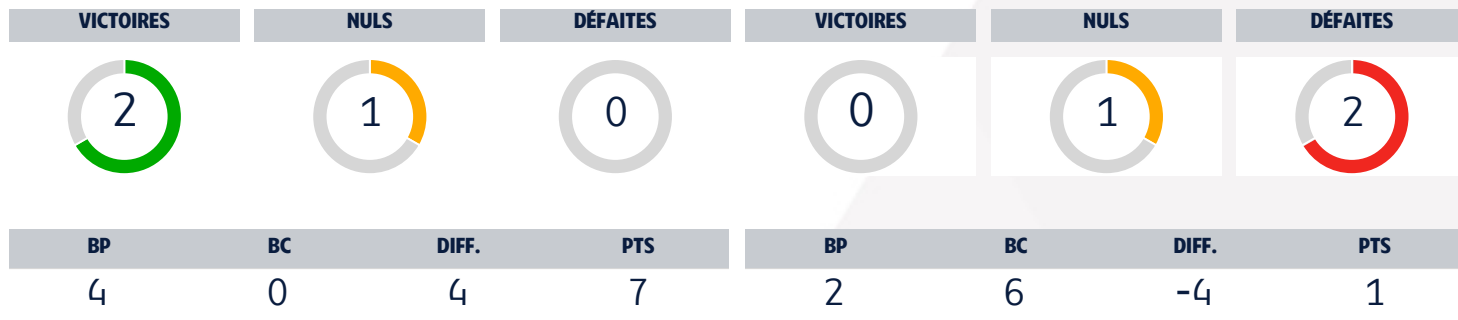 VICTOIRES NULS DÉFAITES VICTOIRES NULS DÉFAITES
2 1 0 0 1 2
BP BC DIFF. PTS BP BC DIFF. PTS
4 0 4 7 2 6 -4 1